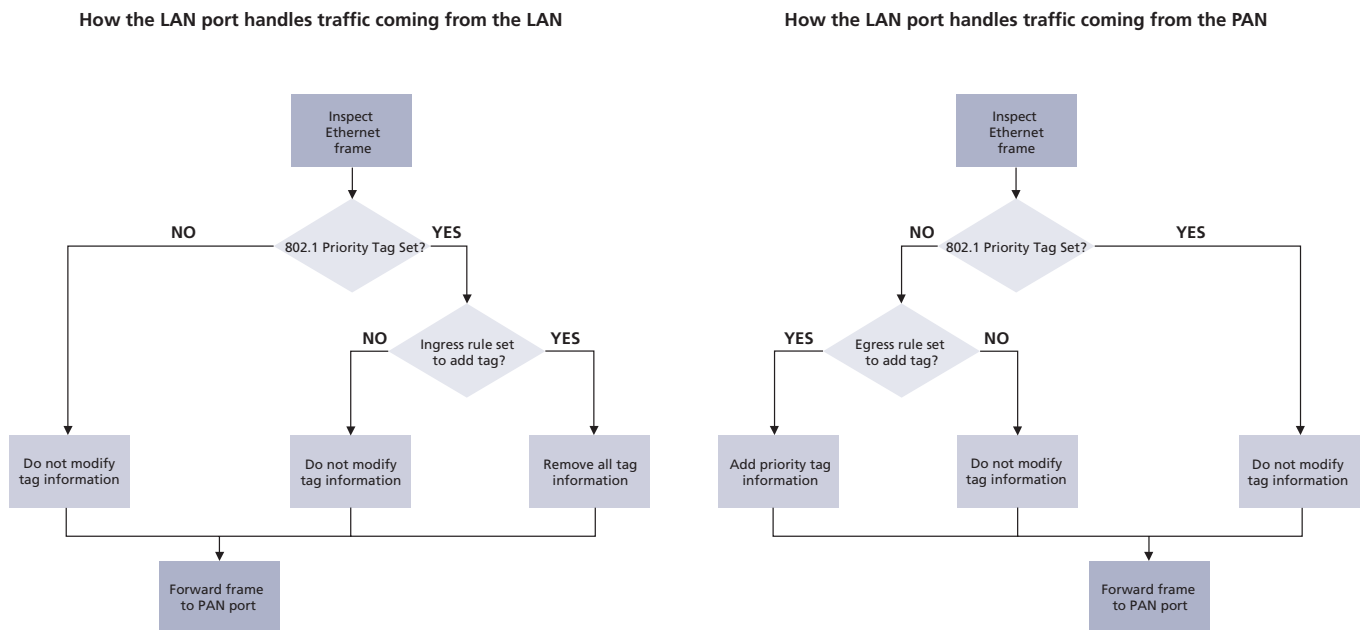 How the LAN port handles traffic coming from the LAN
Inspect
Ethernet
frame
802.1 Priority Tag Set?
NO
YES
Ingress rule set
to add tag?
NO
YES
Do not modify
tag information
Do not modify
tag information
Remove all tag
information
Forward frame
to PAN port
How the LAN port handles traffic coming from the PAN
Inspect
Ethernet
frame
802.1 Priority Tag Set?
NO
YES
Egress rule set
to add tag?
YES
NO
Add priority tag
information
Do not modify
tag information
Do not modify
tag information
Forward frame
to PAN port